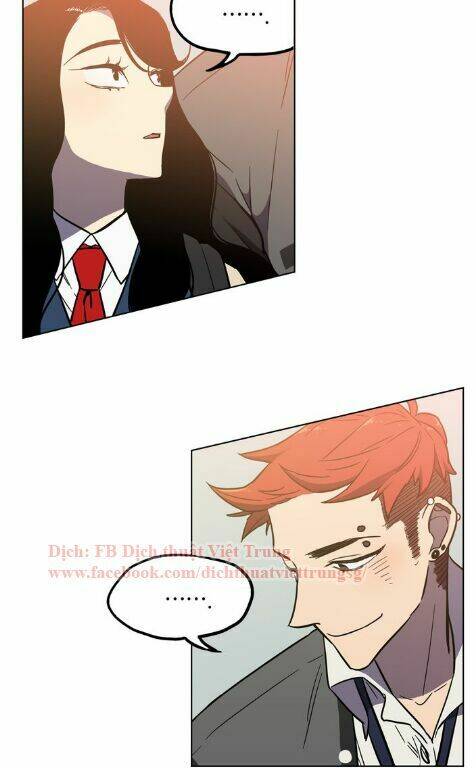 .......
Dịch: FB Dịch thuật Việt Trung
www.facebook.com/dichthuatviettrungsg/
.......